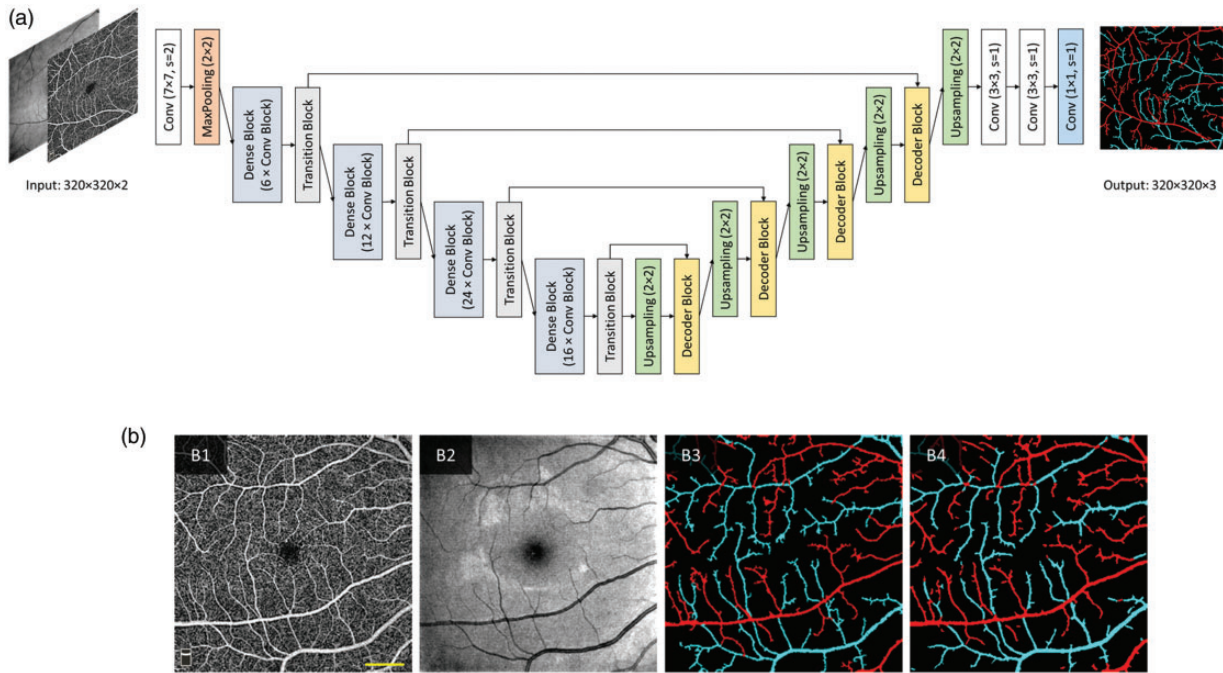 (a)
Input: 320×320×2
Conv (7×7, s=2)
MaxPooling (2×2)
Dense Block
(6 × Conv Block)
Transition Block
Dense Block
(12 × Conv Block)
Transition Block
Dense Block
(24 × Conv Block)
Transition Block
Dense Block
(16 × Conv Block)
Transition Block
Upsampling (2×2)
Decoder Block
Upsampling (2×2)
Decoder Block
Upsampling (2×2)
Decoder Block
Upsampling (2×2)
Decoder Block
Upsampling (2×2)
Conv (3×3, s=1)
Conv (3×3, s=1)
Conv (1×1, s=1)
Output: 320×320×3
(b)
B1
B2
B3
B4